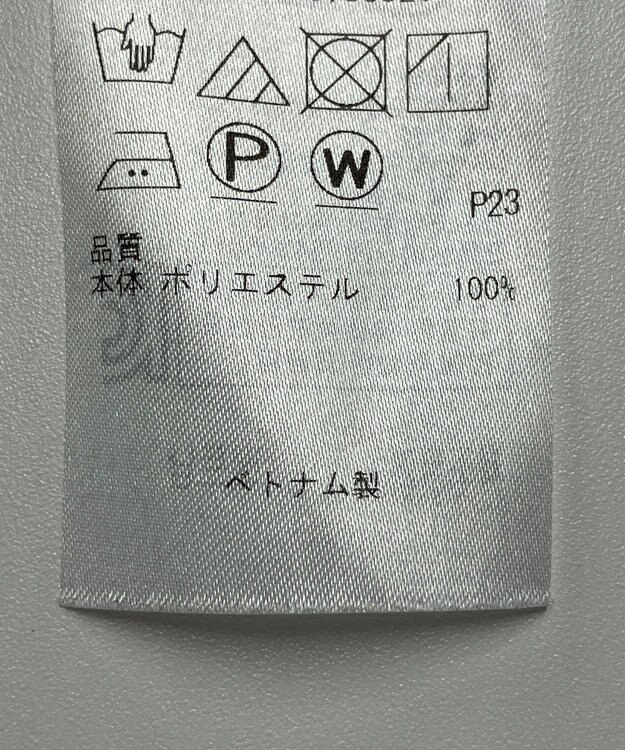 P
W
P23
品質
本体 ポリエステル 100%
ベトナム製